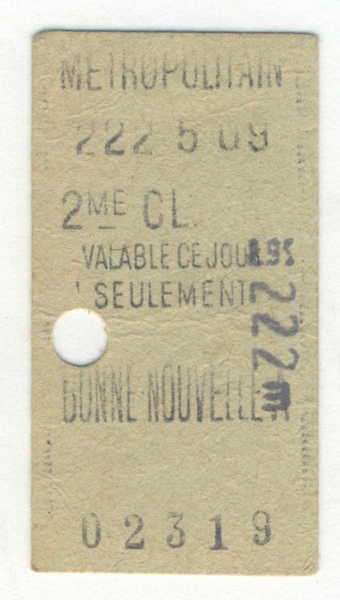 METROPOLITAIN
222 5 09
2ME CL.
VALABLE CE JOUR
SEULEMENT
222
BONNE NOUVELLE A
02319